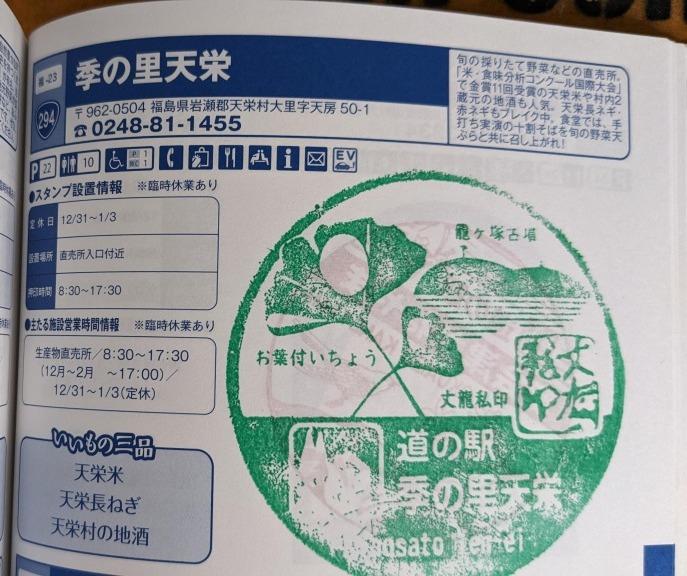 福-23
季の里天栄
294
〒962-0504 福島県岩瀬郡天栄村大里字天房 50-1
☎0248-81-1455
旬の採りたて野菜などの直売所。
「米・食味分析コンクール国際大会」
で金賞11回受賞の天栄米や村内2
蔵元の地酒も人気。天栄長ネギ・
赤ネギもブレイク中。食堂では、手
打ち実演の十割そばを旬の野菜天
ぷらと共に召し上がれ!
P 22 10 P 1 WC 1 EV
●スタンプ設置情報 ※臨時休業あり
定休日 12/31〜1/3
設置場所 直売所入口付近
押印時間 8:30〜17:30
●主たる施設営業時間情報 ※臨時休業あり
生産物直売所/8:30〜17:30
(12月〜2月 〜17:00)/
12/31〜1/3(定休)
いいもの三品
天栄米
天栄長ねぎ
天栄村の地酒
龍ヶ塚古墳
お葉付いちょう
丈龍私印
道の駅
季の里天栄